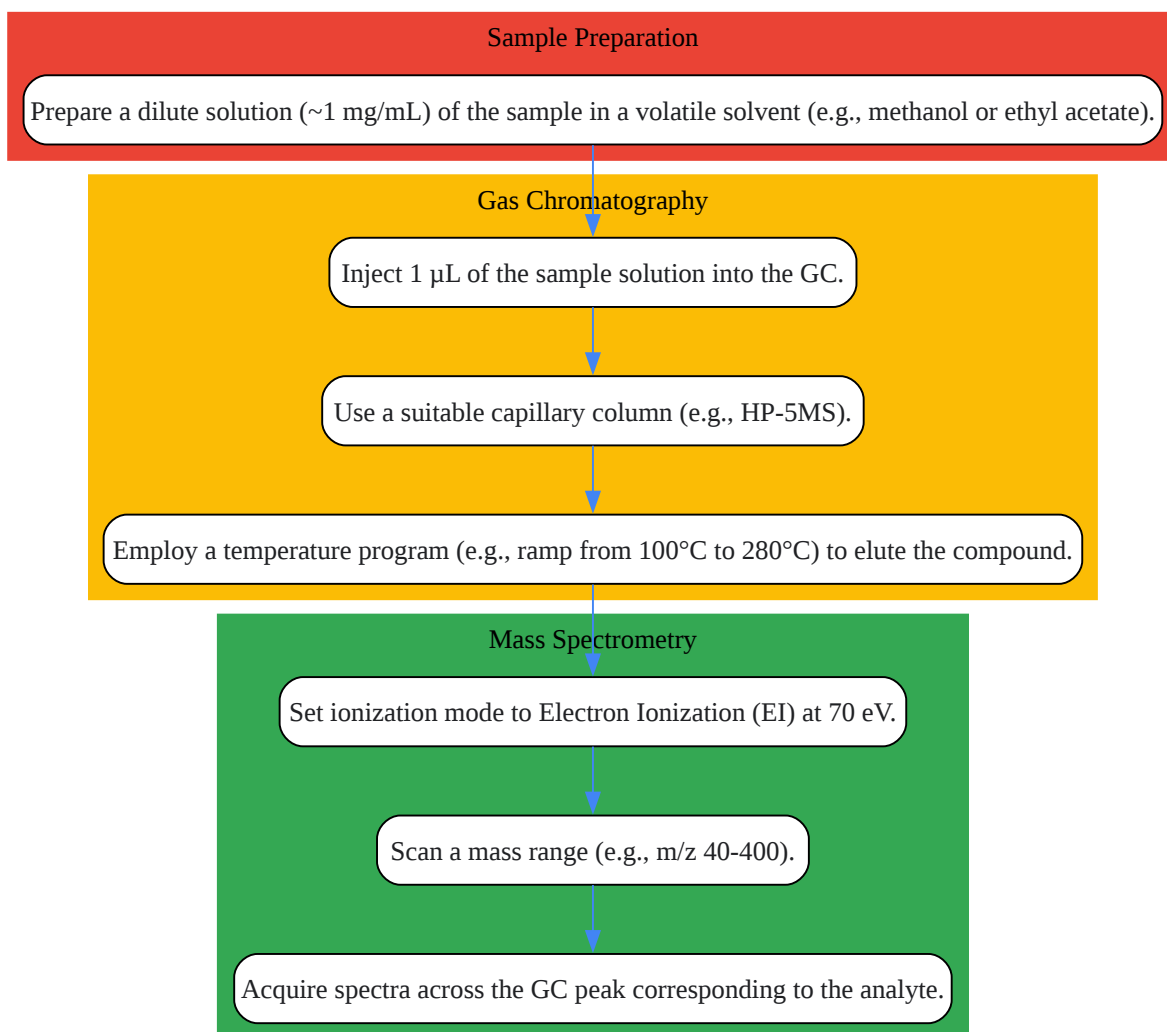 Sample Preparation
Prepare a dilute solution (~1 mg/mL) of the sample in a volatile solvent (e.g., methanol or ethyl acetate).
Gas Chromatography
Inject 1 µL of the sample solution into the GC.
Use a suitable capillary column (e.g., HP-5MS).
Employ a temperature program (e.g., ramp from 100°C to 280°C) to elute the compound.
Mass Spectrometry
Set ionization mode to Electron Ionization (EI) at 70 eV.
Scan a mass range (e.g., m/z 40-400).
Acquire spectra across the GC peak corresponding to the analyte.